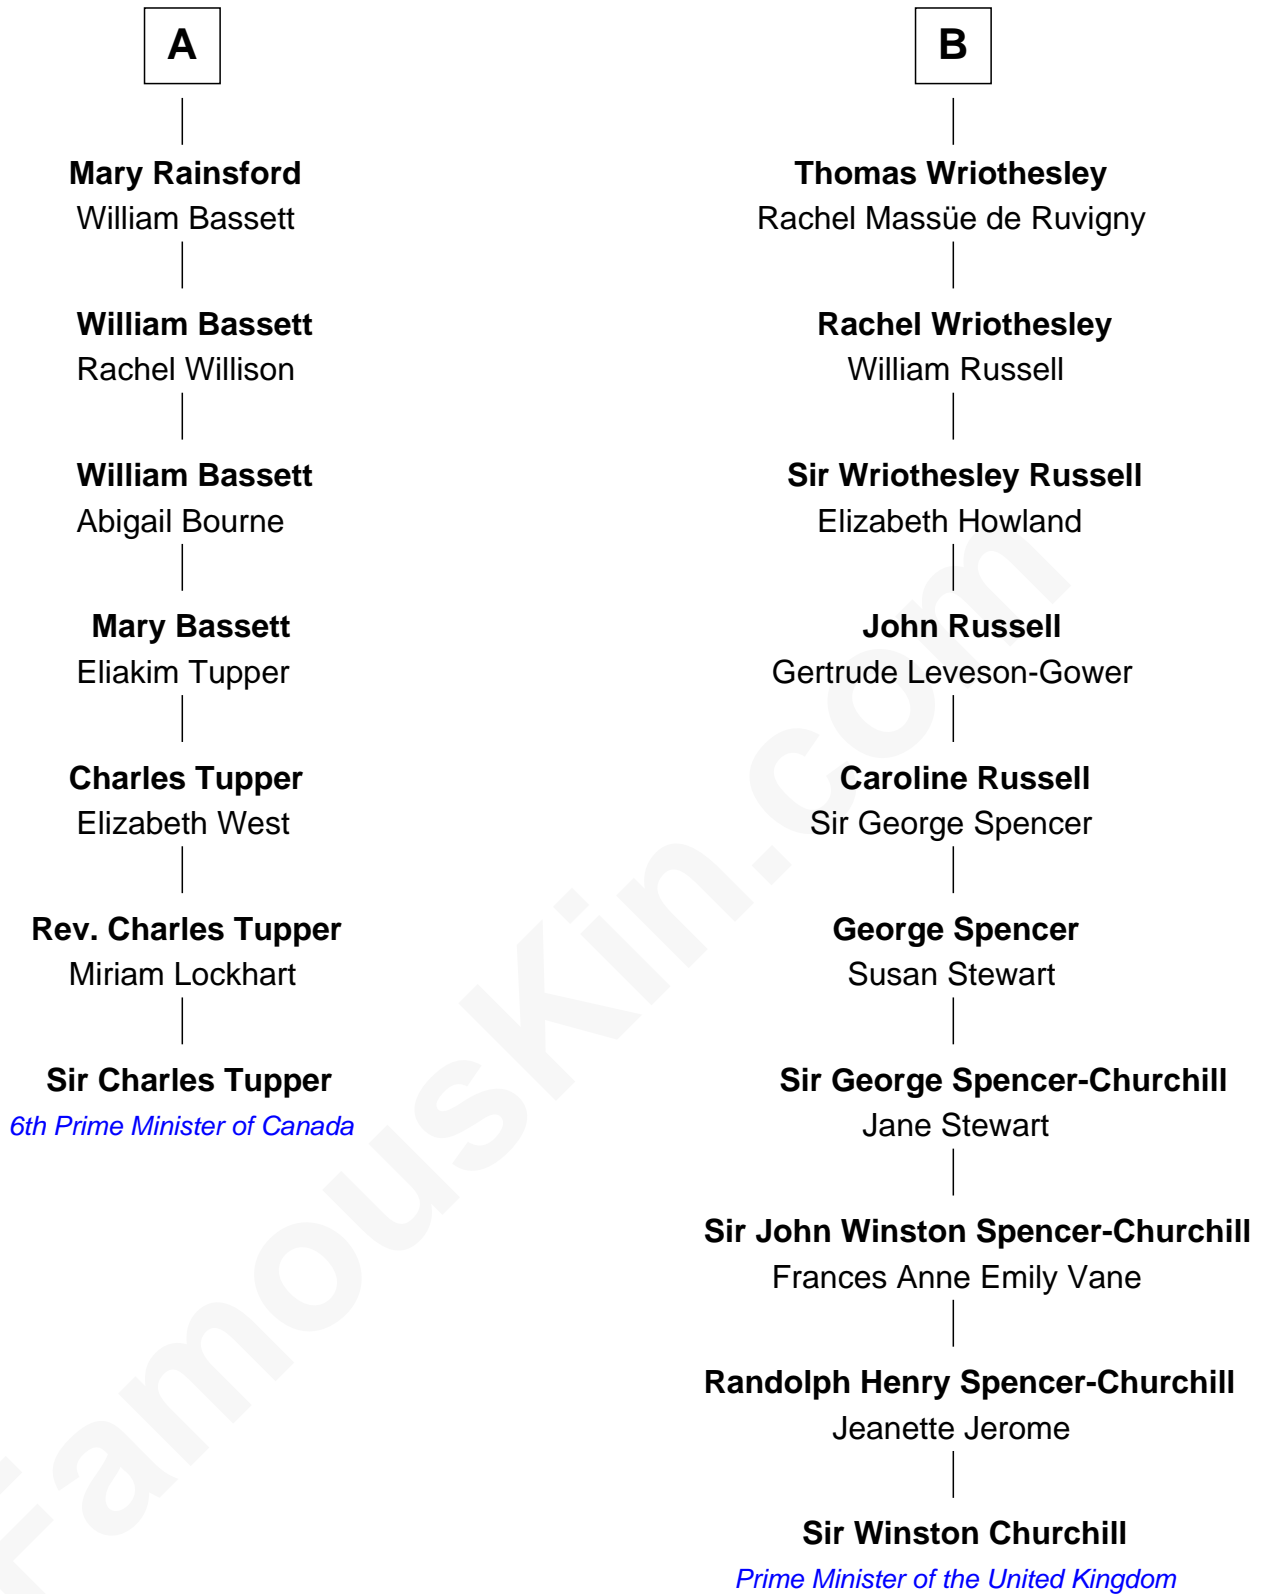 A
Mary Rainsford
William Bassett
William Bassett
Rachel Willison
William Bassett
Abigail Bourne
Mary Bassett
Eliakim Tupper
Charles Tupper
Elizabeth West
Rev. Charles Tupper
Miriam Lockhart
Sir Charles Tupper
6th Prime Minister of Canada
B
Thomas Wriothesley
Rachel Massüe de Ruvigny
Rachel Wriothesley
William Russell
Sir Wriothesley Russell
Elizabeth Howland
John Russell
Gertrude Leveson-Gower
Caroline Russell
Sir George Spencer
George Spencer
Susan Stewart
Sir George Spencer-Churchill
Jane Stewart
Sir John Winston Spencer-Churchill
Frances Anne Emily Vane
Randolph Henry Spencer-Churchill
Jeanette Jerome
Sir Winston Churchill
Prime Minister of the United Kingdom
FamousKin.com